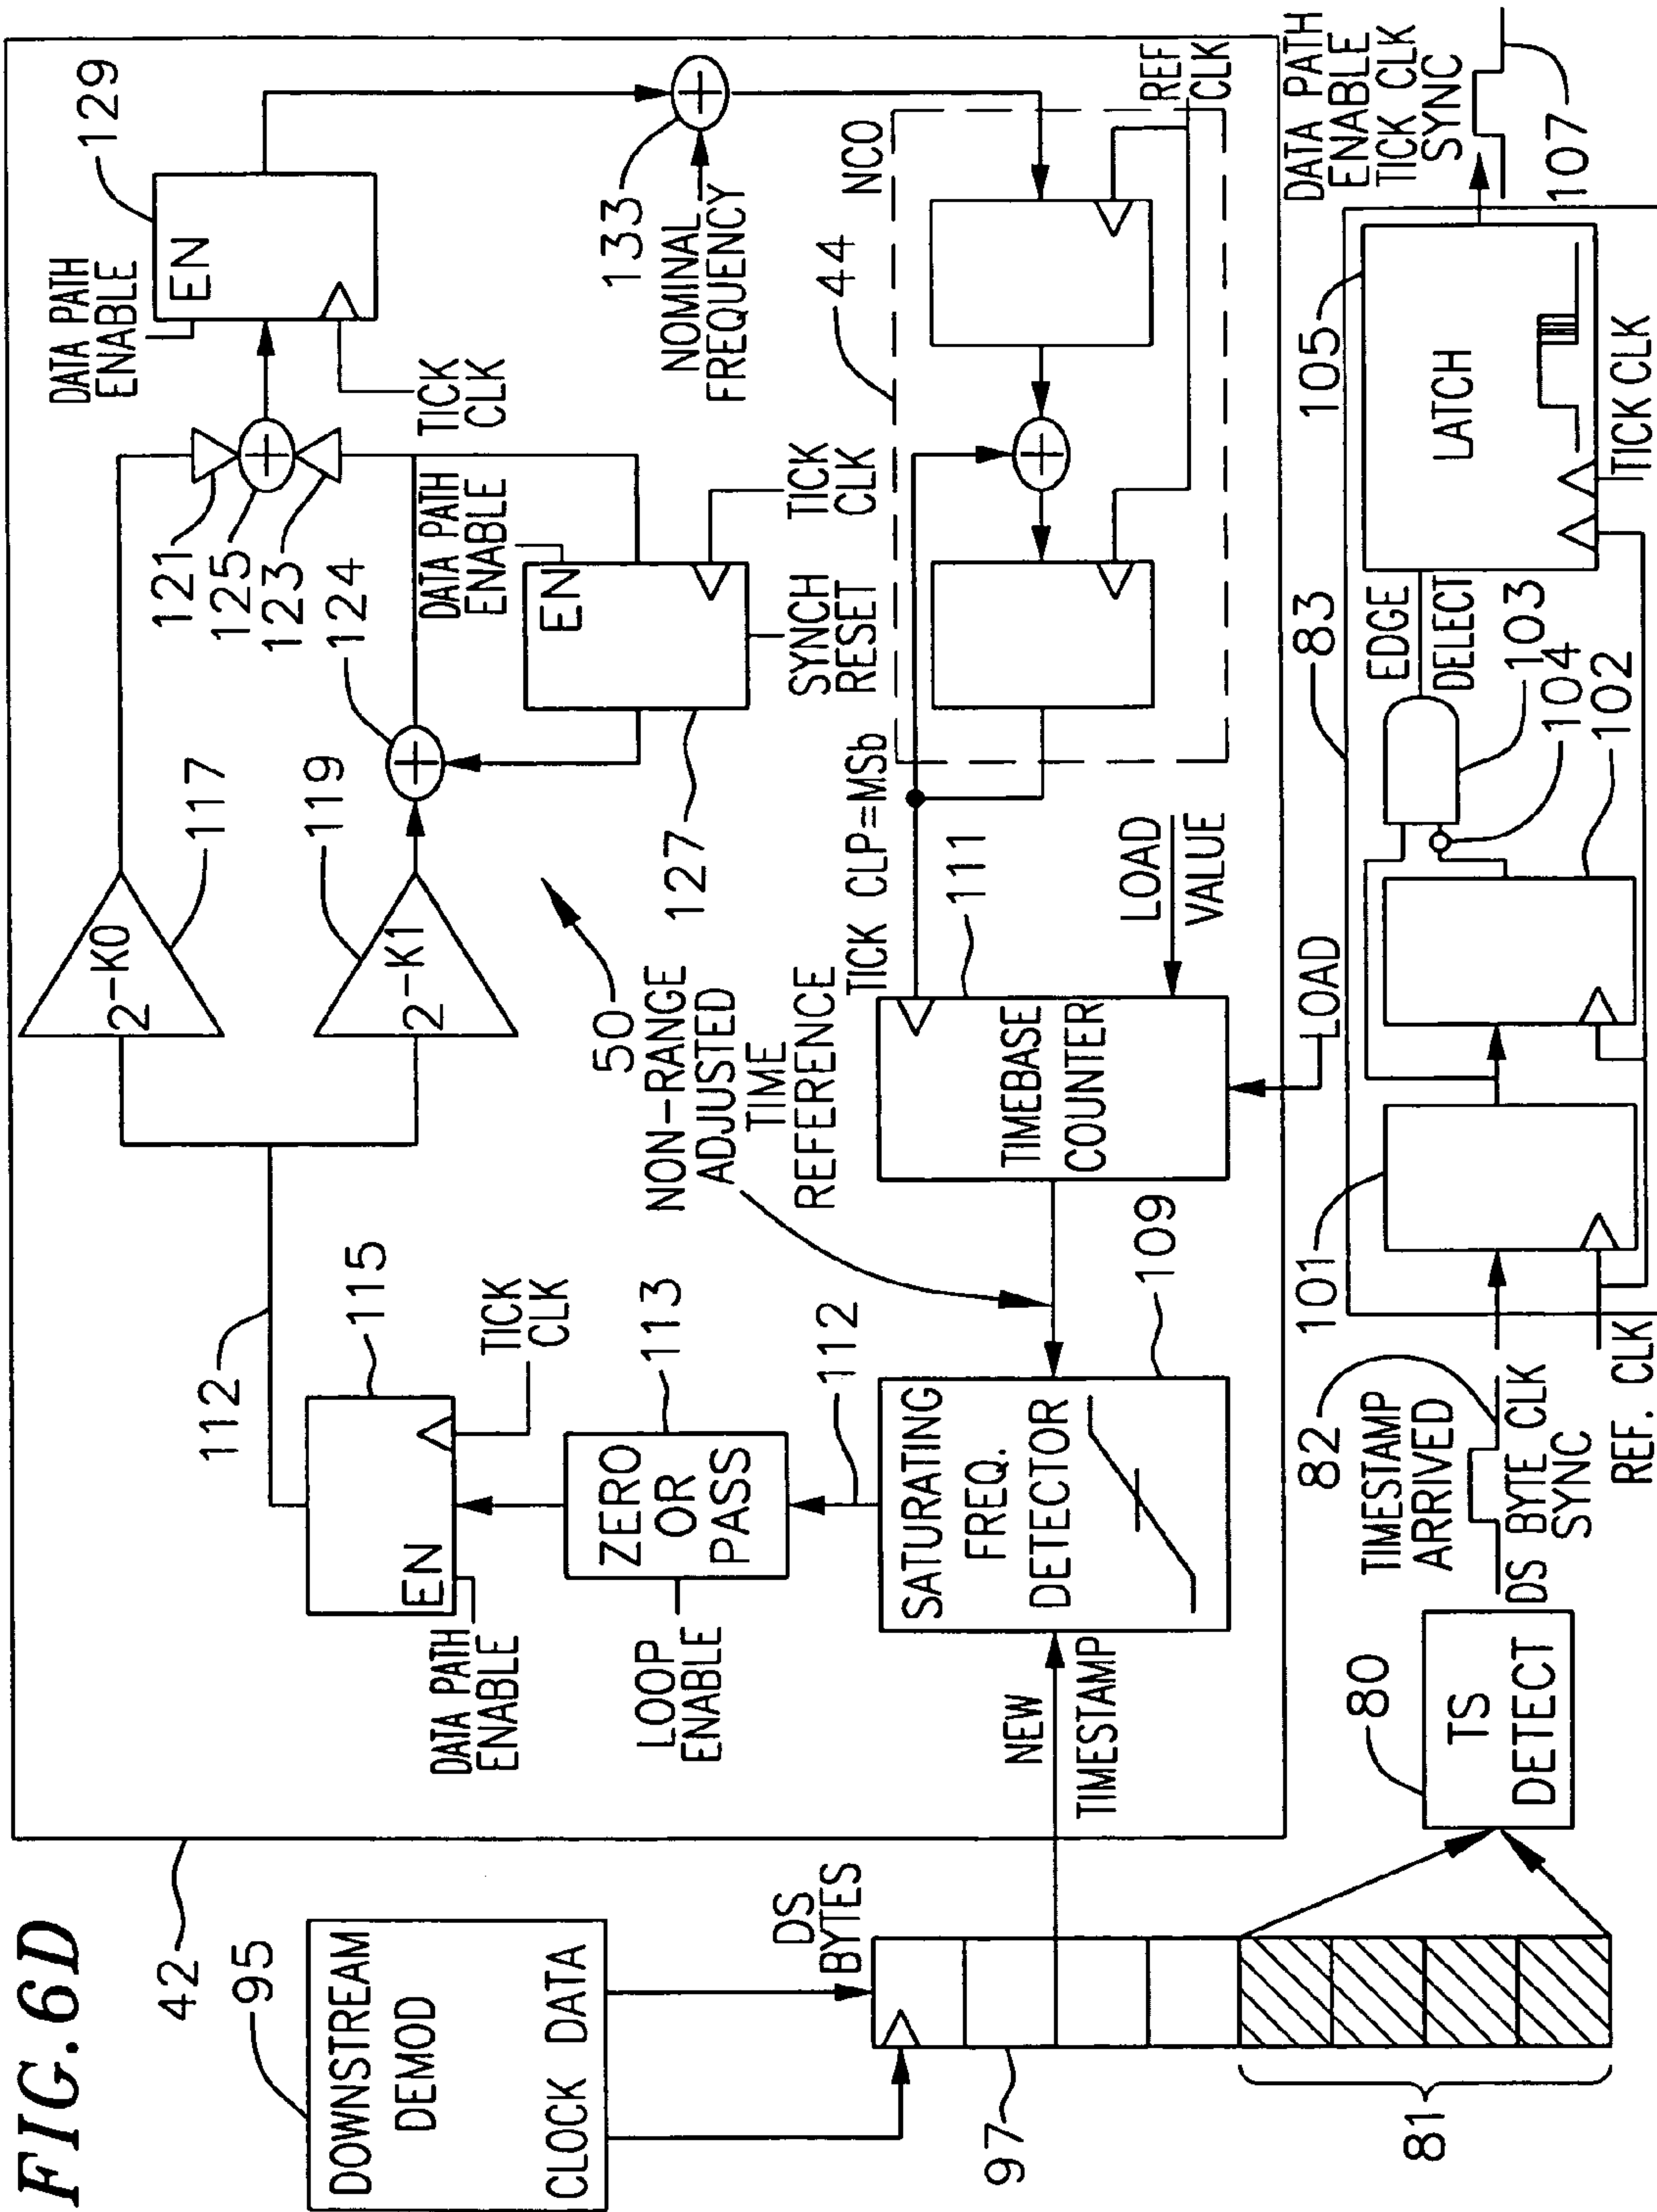 FIG.6D
42
95
DOWNSTREAM
DEMOD
CLOCK DATA
DS
BYTES
97
81
NEW
TIMESTAMP
80
TS
DETECT
DATA PATH
ENABLE
EN
112
115
TICK
CLK
ZERO
OR
PASS
113
LOOP
ENABLE
112
SATURATING
FREQ.
DETECTOR
109
50
NON-RANGE
ADJUSTED
TIME
REFERENCE
TIMEBASE
COUNTER
111
LOAD
VALUE
LOAD
TICK CLP=MSb
2-K0
117
2-K1
119
124
127
DATA PATH
ENABLE
EN
TICK
CLK
SYNCH
RESET
121
125
123
DATA PATH
ENABLE
EN
129
TICK
CLK
133
NOMINAL
FREQUENCY
44
NCO
REF
CLK
82
TIMESTAMP
ARRIVED
DS BYTE CLK
SYNC
REF. CLK
101
83
102
104
103
EDGE
DELECT
105
LATCH
TICK CLK
DATA PATH
ENABLE
TICK CLK
SYNC
107